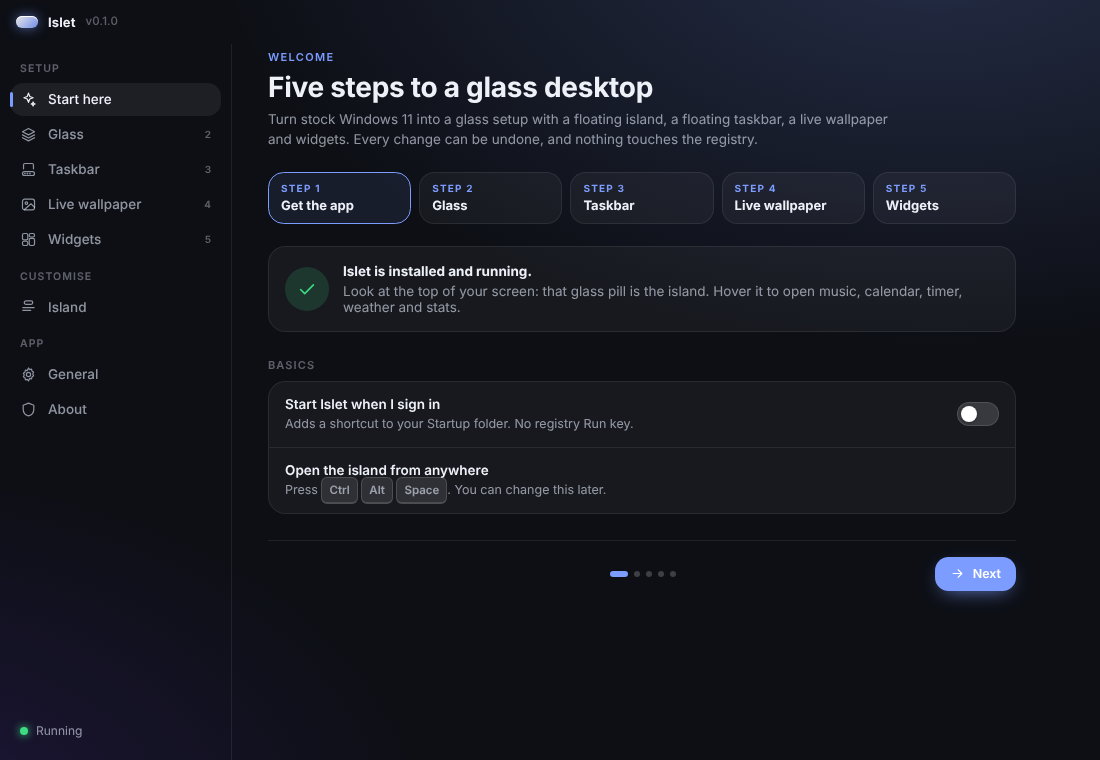 Islet v0.1.0
SETUP
Start here
Glass 2
Taskbar 3
Live wallpaper 4
Widgets 5
CUSTOMISE
Island
APP
General
About
Running
WELCOME
Five steps to a glass desktop
Turn stock Windows 11 into a glass setup with a floating island, a floating taskbar, a live wallpaper
and widgets. Every change can be undone, and nothing touches the registry.
STEP 1
Get the app
STEP 2
Glass
STEP 3
Taskbar
STEP 4
Live wallpaper
STEP 5
Widgets
Islet is installed and running.
Look at the top of your screen: that glass pill is the island. Hover it to open music, calendar, timer,
weather and stats.
BASICS
Start Islet when I sign in
Adds a shortcut to your Startup folder. No registry Run key.
Open the island from anywhere
Press Ctrl Alt Space. You can change this later.
Next